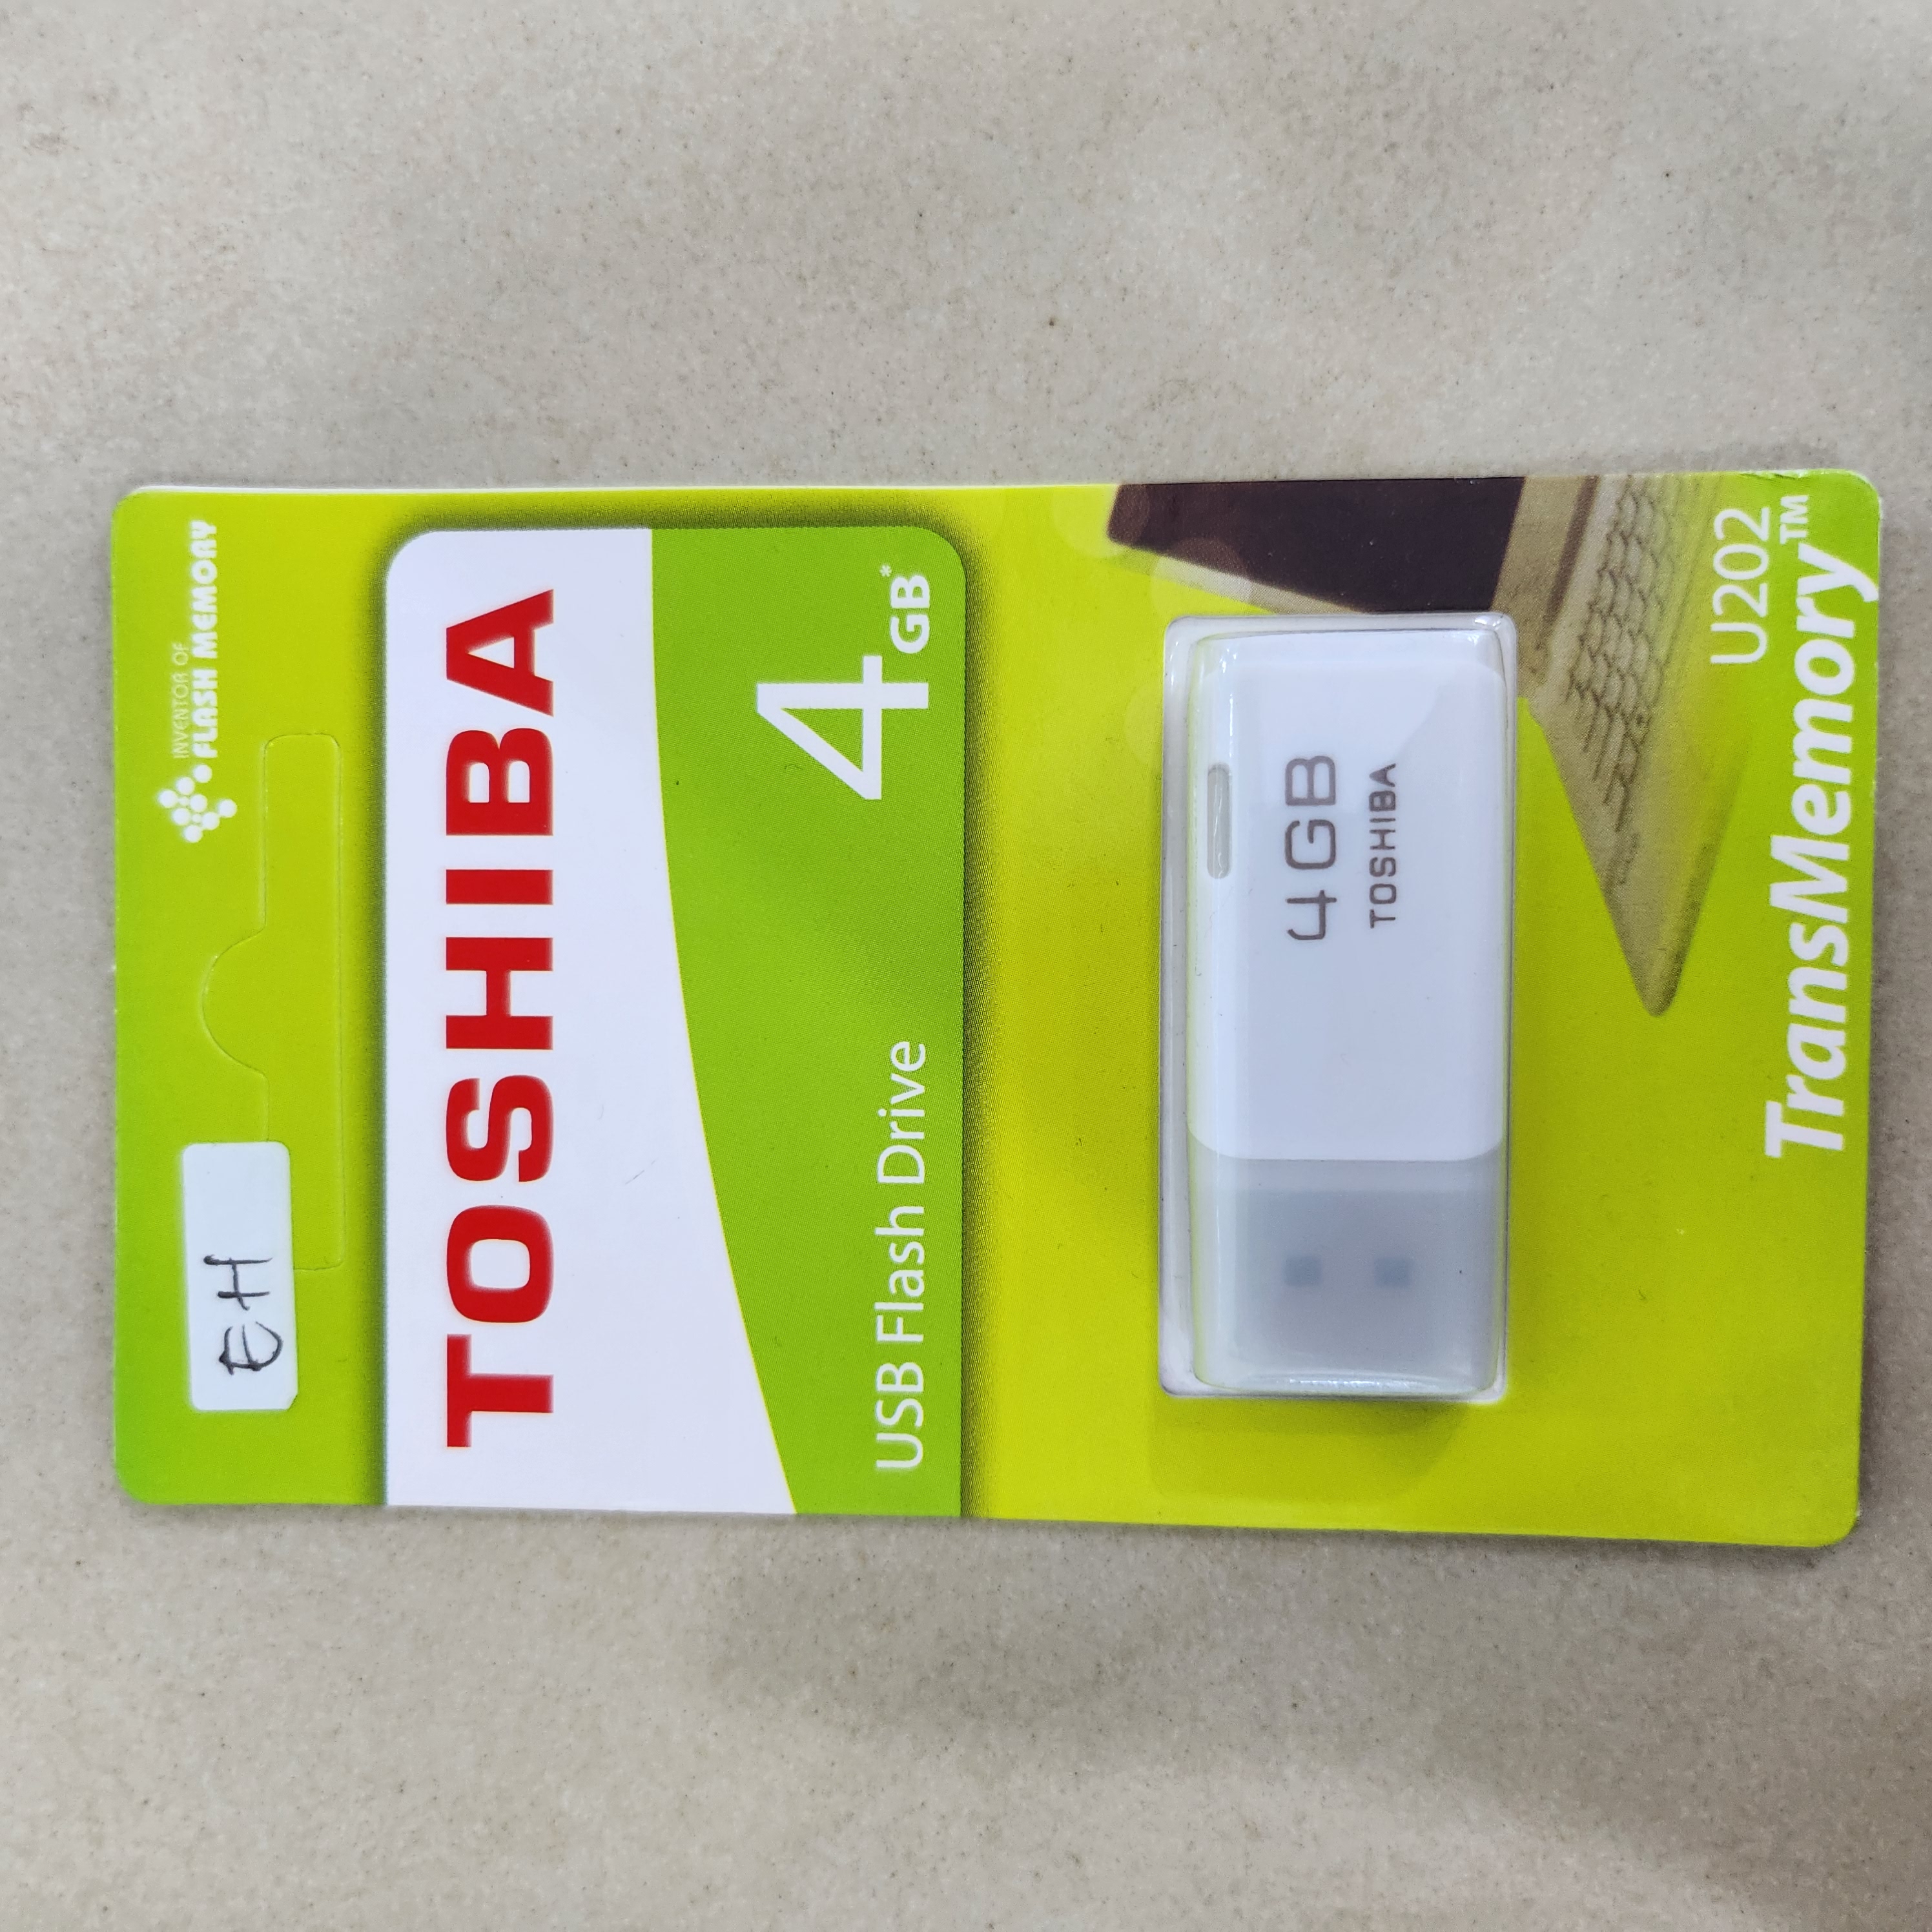 EH
INVENTOR OF
FLASH MEMORY
TOSHIBA
USB Flash Drive
4GB*
4GB
TOSHIBA
U202
TransMemory™